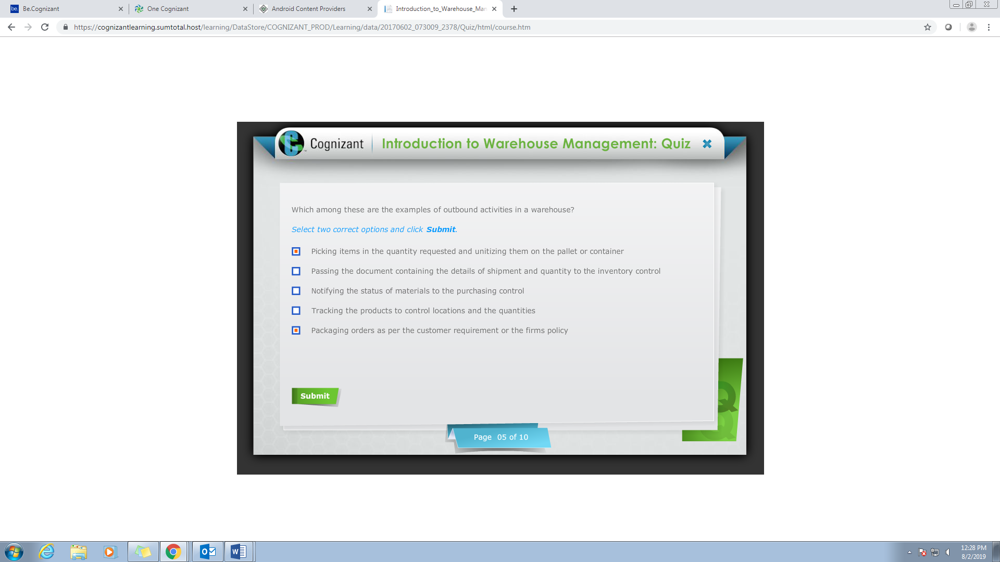 Be.Cognizant
One Cognizant
Android Content Providers
Introduction_to_Warehouse_Man
https://cognizantlearning.sumtotal.host/learning/DataStore/COGNIZANT_PROD/Learning/data/20170602_073009_2378/Quiz/html/course.htm
Cognizant
Introduction to Warehouse Management: Quiz
Which among these are the examples of outbound activities in a warehouse?
Select two correct options and click Submit.
Picking items in the quantity requested and unitizing them on the pallet or container
Passing the document containing the details of shipment and quantity to the inventory control
Notifying the status of materials to the purchasing control
Tracking the products to control locations and the quantities
Packaging orders as per the customer requirement or the firms policy
Submit
Page 05 of 10
12:28 PM
8/2/2019